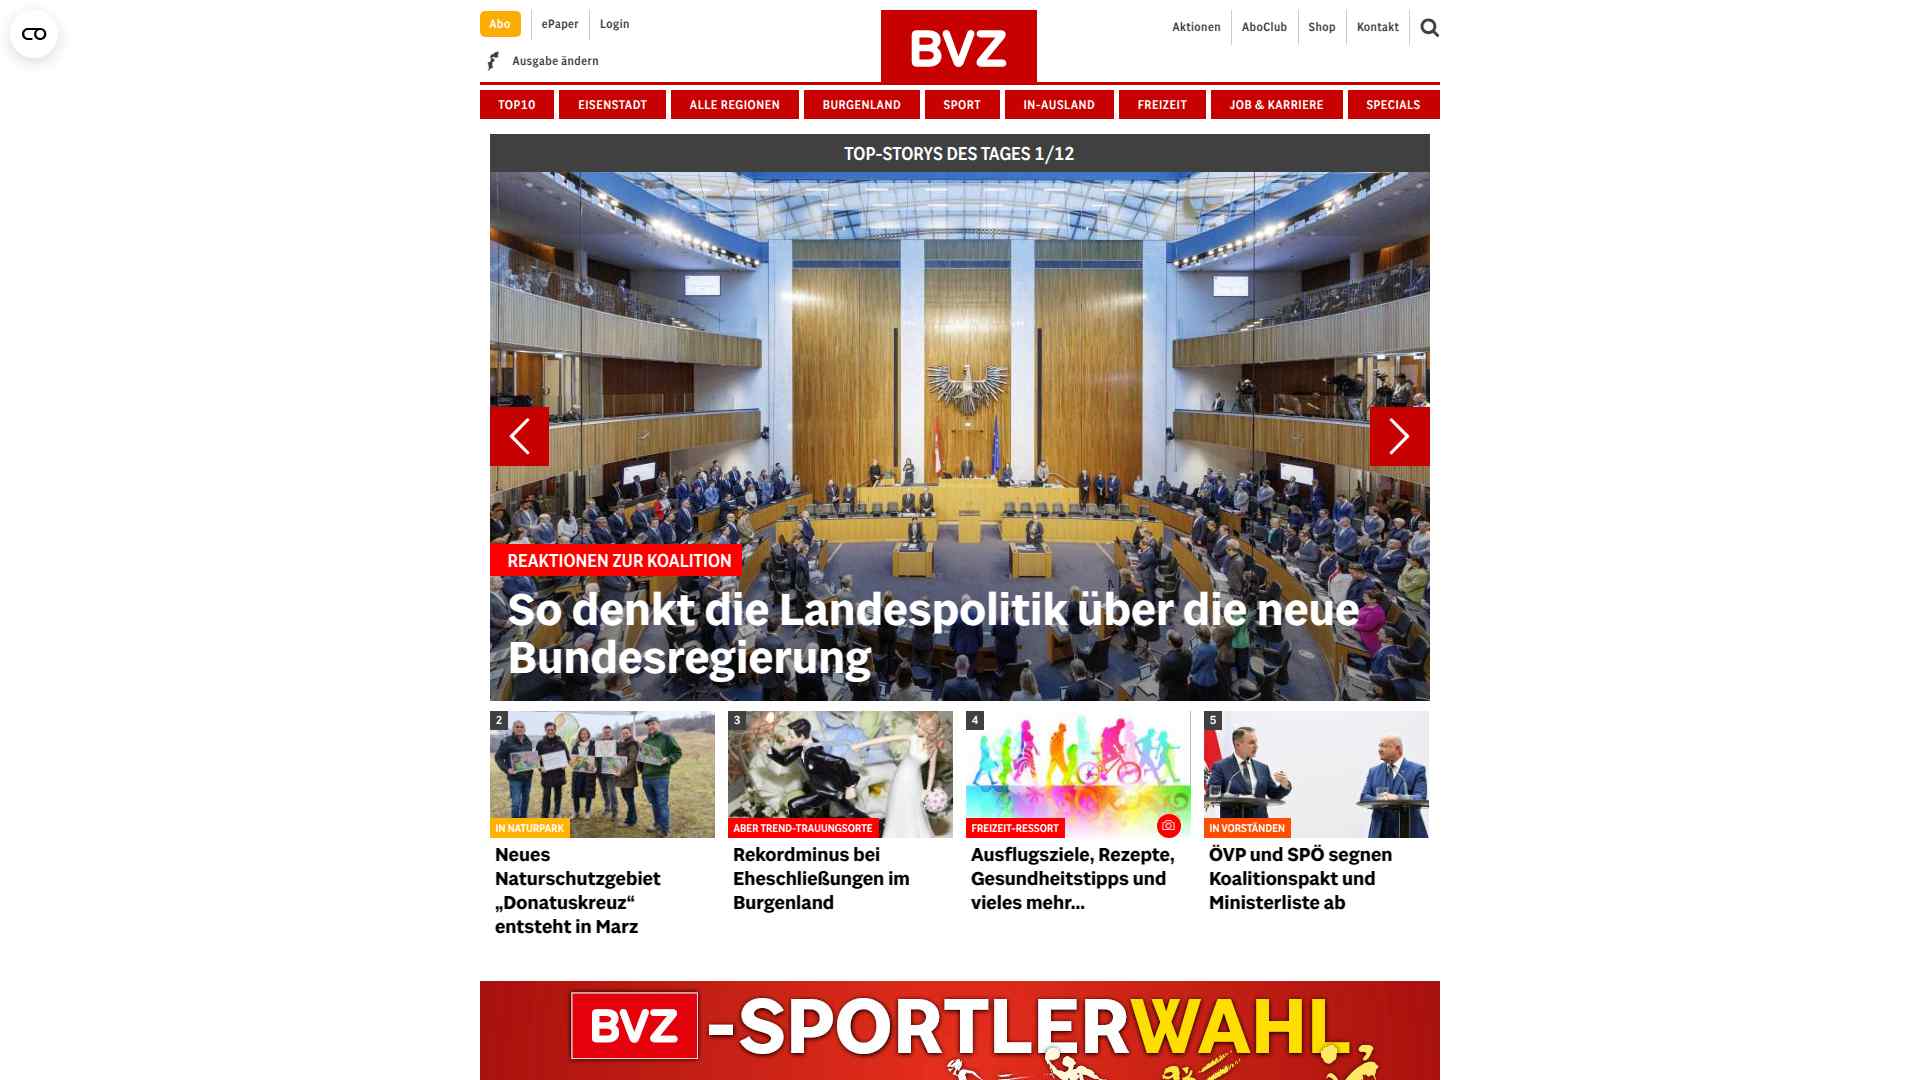 Abo
ePaper
Login
Ausgabe ändern
BVZ
Aktionen
AboClub
Shop
Kontakt
TOP10
EISENSTADT
ALLE REGIONEN
BURGENLAND
SPORT
IN-AUSLAND
FREIZEIT
JOB & KARRIERE
SPECIALS
TOP-STORYS DES TAGES 1/12
REAKTIONEN ZUR KOALITION
So denkt die Landespolitik über die neue
Bundesregierung
2
IN NATURPARK
Neues
Naturschutzgebiet
„Donatuskreuz“
entsteht in Marz
3
ABER TREND-TRAUUNGSORTE
Rekordminus bei
Eheschließungen im
Burgenland
4
FREIZEIT-RESSORT
Ausflugsziele, Rezepte,
Gesundheitstipps und
vieles mehr...
5
IN VORSTÄNDEN
ÖVP und SPÖ segnen
Koalitionspakt und
Ministerliste ab
BVZ -SPORTLERWAHL